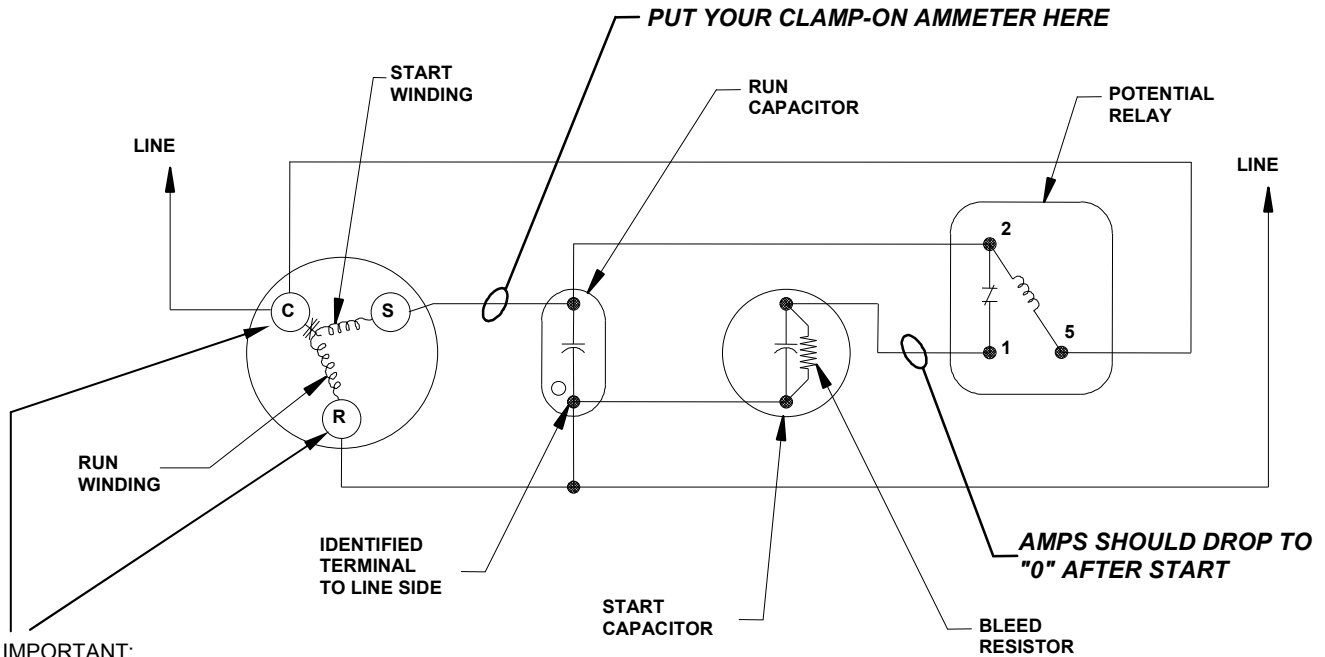 PUT YOUR CLAMP-ON AMMETER HERE
START
WINDING
RUN
CAPACITOR
POTENTIAL
RELAY
LINE
LINE
2
C
S
5
1
R
RUN
WINDING
IDENTIFIED
TERMINAL
TO LINE SIDE
AMPS SHOULD DROP TO
"0" AFTER START
START
CAPACITOR
BLEED
RESISTOR
IMPORTANT: